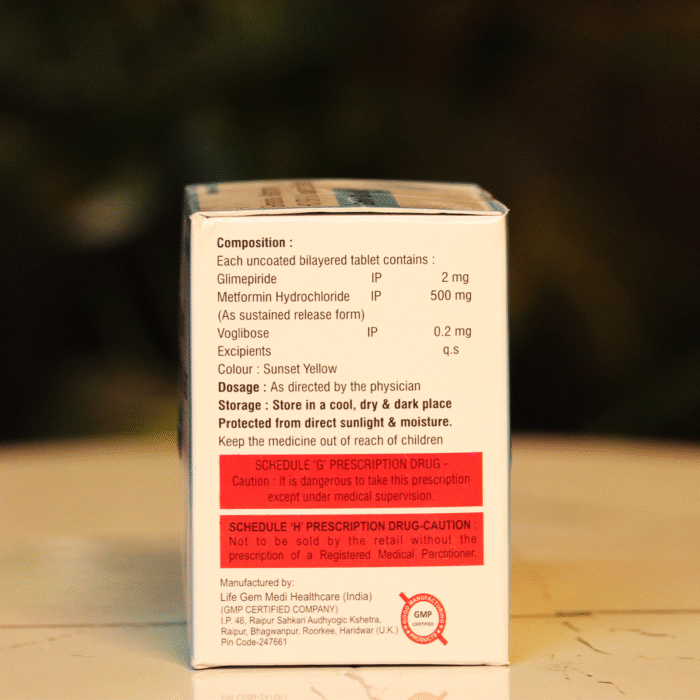 Composition :
Each uncoated bilayered tablet contains :
Glimepiride IP 2 mg
Metformin Hydrochloride IP 500 mg
(As sustained release form)
Voglibose IP 0.2 mg
Excipients q.s
Colour : Sunset Yellow
Dosage : As directed by the physician
Storage : Store in a cool, dry & dark place
Protected from direct sunlight & moisture.
Keep the medicine out of reach of children
SCHEDULE 'G' PRESCRIPTION DRUG -
Caution : It is dangerous to take this prescription
except under medical supervision.
SCHEDULE 'H' PRESCRIPTION DRUG-CAUTION :
Not to be sold by the retail without the
prescription of a Registered Medical Parctitioner.
Manufactured by:
Life Gem Medi Healthcare (India)
(GMP CERTIFIED COMPANY)
I.P. 46, Raipur Sahkari Audhyogic Kshetra,
Raipur, Bhagwanpur, Roorkee, Haridwar (U.K.)
Pin Code-247661
GOOD MANUFACTURING
GMP
CERTIFIED
PRODUCTS